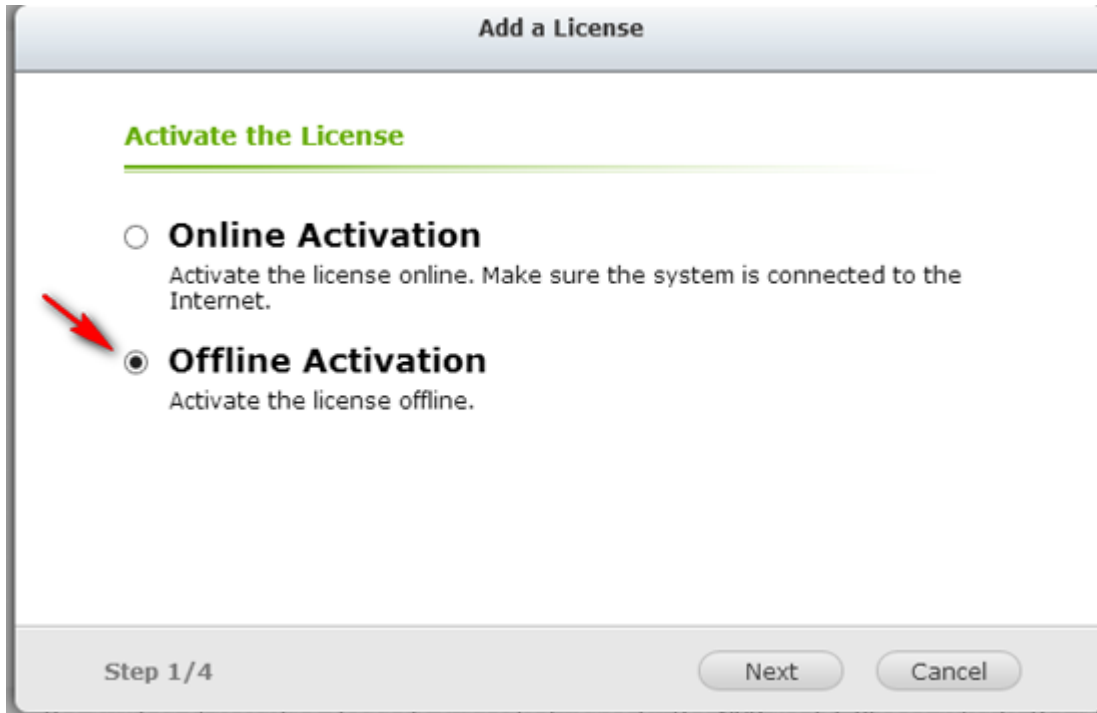 Add a License
Activate the License
Online Activation
Activate the license online. Make sure the system is connected to the
Internet.
Offline Activation
Activate the license offline.
Step 1/4
Next
Cancel